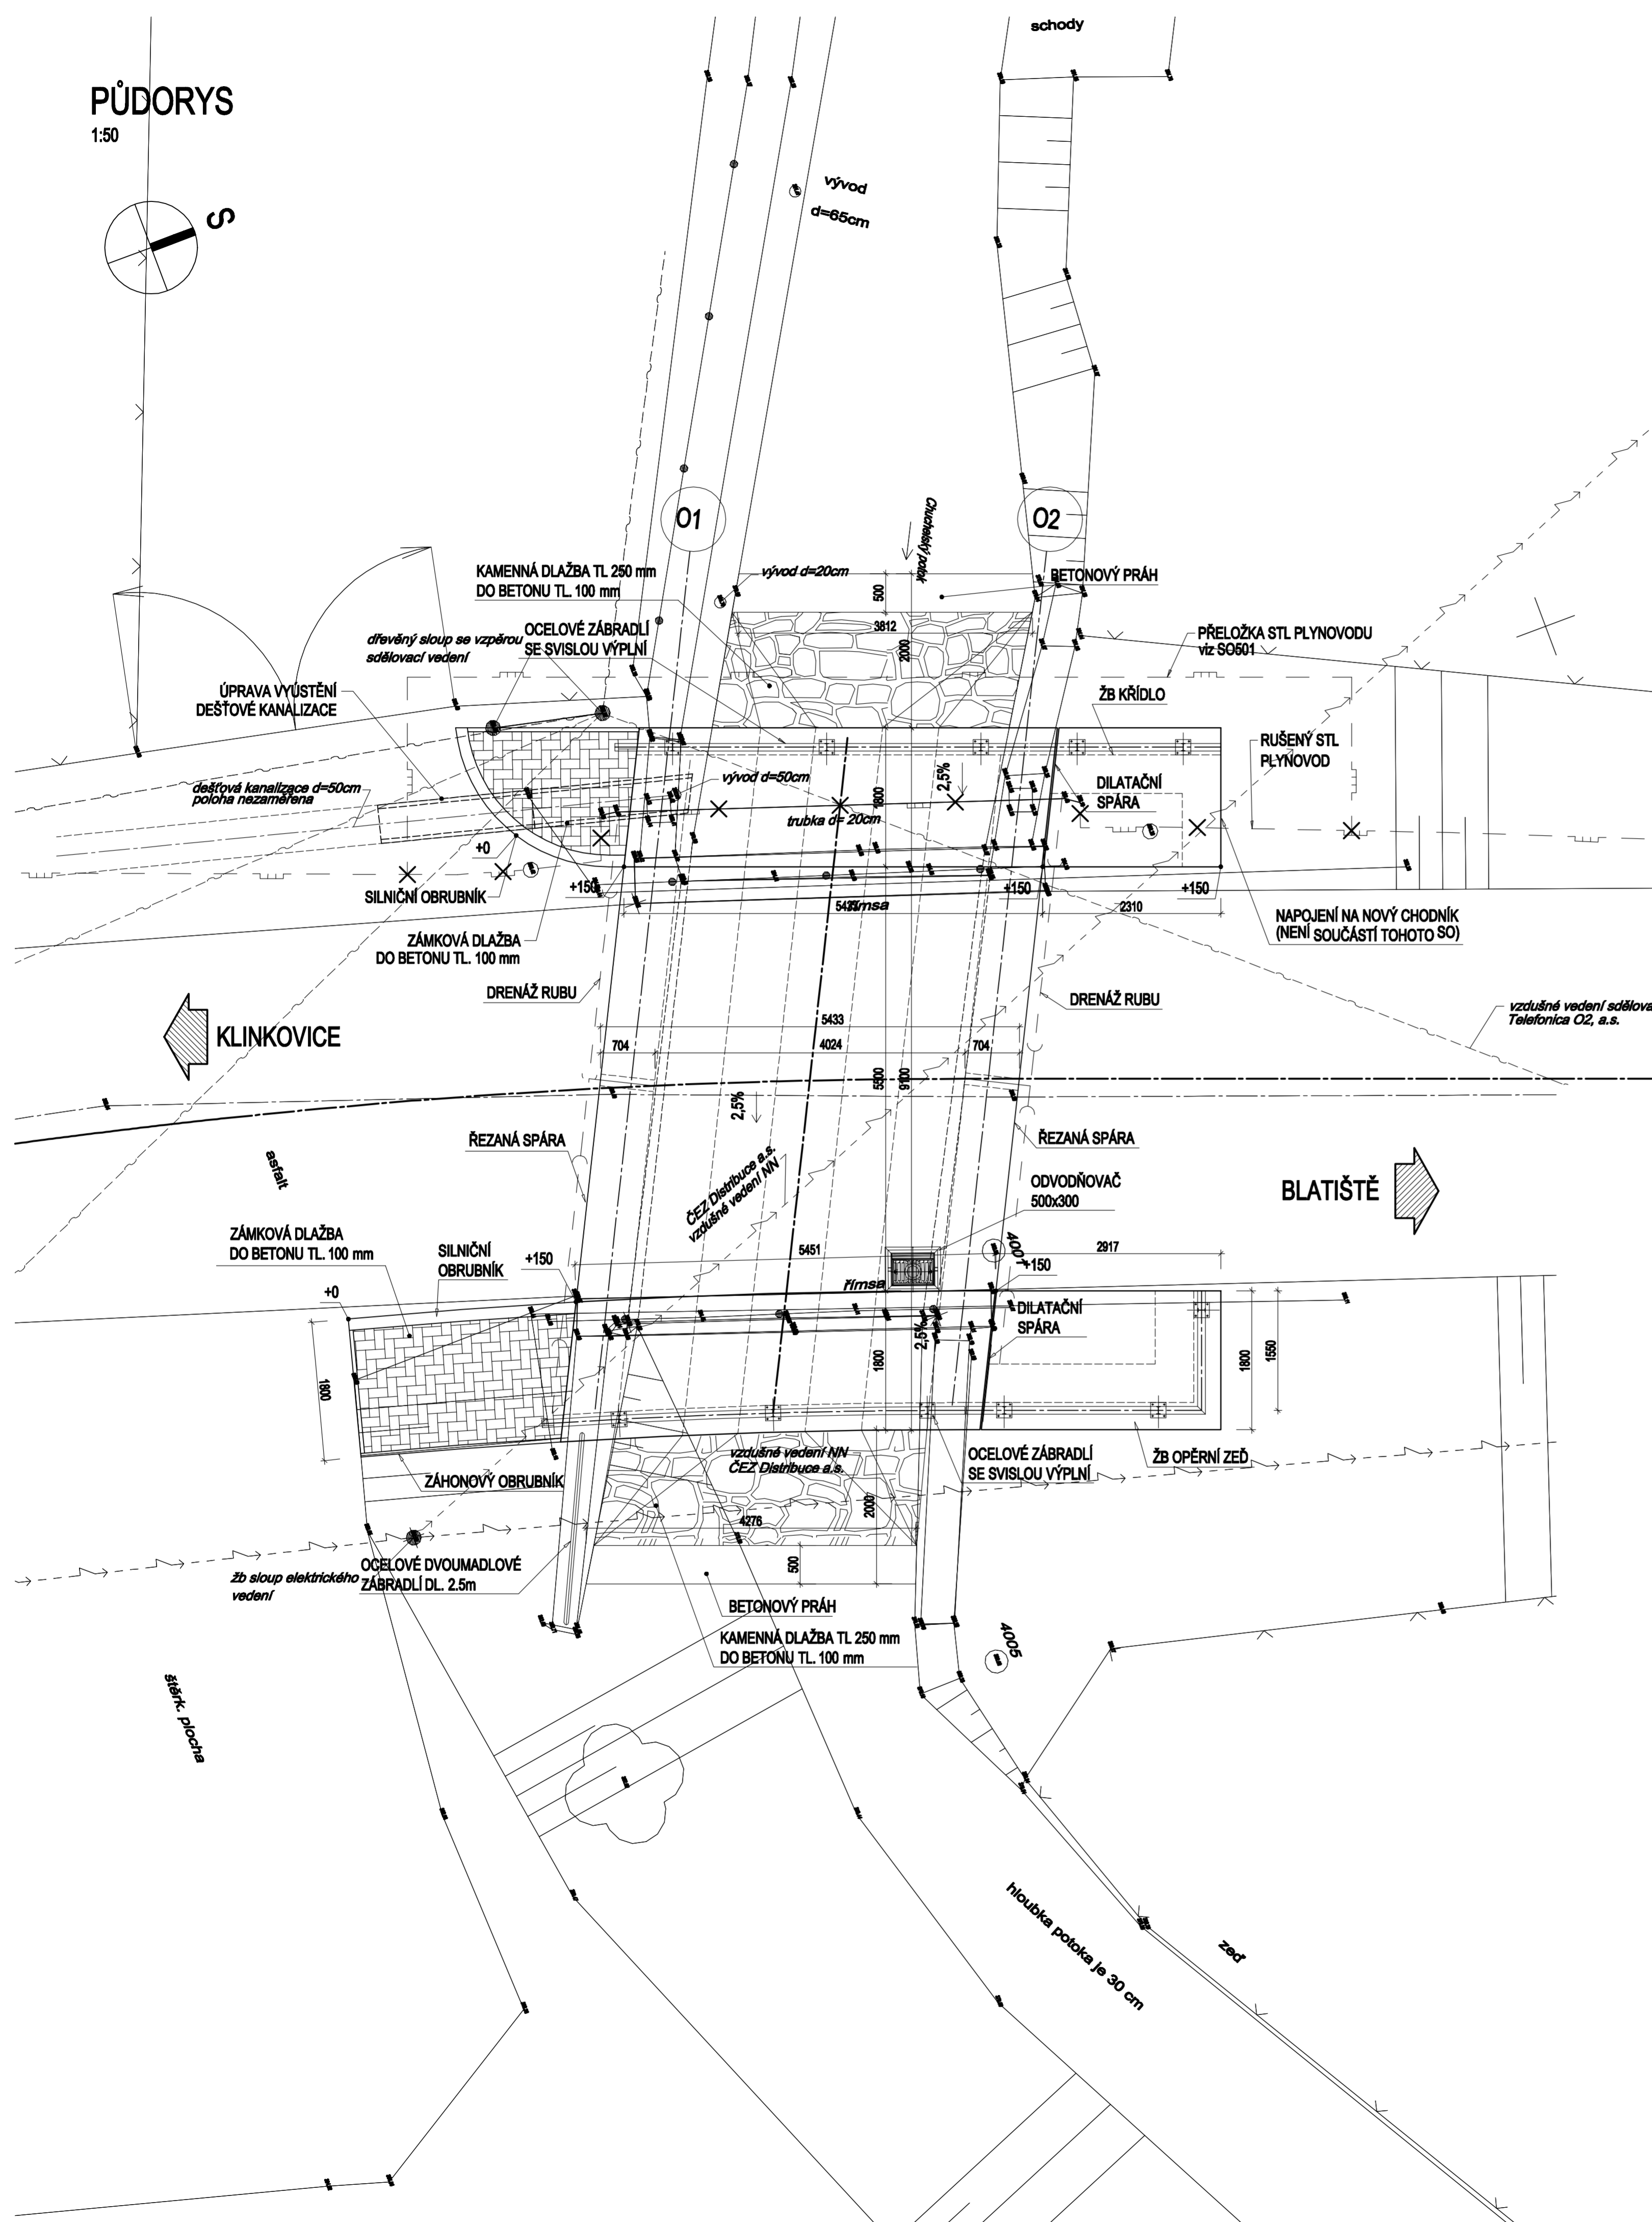 schody
PŮDORYS
1:50
S
vývod
d=65cm
O1
O2
Chuchelský potok
KAMENNÁ DLAŽBA TL 250 mm
DO BETONU TL. 100 mm
vývod d=20cm
500
BETONOVÝ PRÁH
3812
2000
dřevěný sloup se vzpěrou
sdělovací vedení
OCELOVÉ ZÁBRADLÍ
SE SVISLOU VÝPLNÍ
PŘELOŽKA STL PLYNOVODU
viz SO501
ÚPRAVA VYÚSTĚNÍ
DEŠŤOVÉ KANALIZACE
ŽB KŘÍDLO
RUŠENÝ STL
PLYNOVOD
dešťová kanalizace d=50cm
poloha nezaměřena
vývod d=50cm
2,5%
1800
DILATAČNÍ
SPÁRA
trubka d= 20cm
+0
+150
+150
+150
SILNIČNÍ OBRUBNÍK
5433
římsa
2310
NAPOJENÍ NA NOVÝ CHODNÍK
(NENÍ SOUČÁSTÍ TOHOTO SO)
ZÁMKOVÁ DLAŽBA
DO BETONU TL. 100 mm
DRENÁŽ RUBU
DRENÁŽ RUBU
vzdušné vedení sdělova
Telefonica O2, a.s.
KLINKOVICE
5433
704
4024
704
5500
9100
2,5%
ŘEZANÁ SPÁRA
ŘEZANÁ SPÁRA
asfalt
ČEZ Distribuce a.s.
vzdušné vedení NN
ODVODŇOVAČ
500x300
BLATIŠTĚ
ZÁMKOVÁ DLAŽBA
DO BETONU TL. 100 mm
SILNIČNÍ
OBRUBNÍK
+150
5451
4001
2917
+150
+0
římsa
DILATAČNÍ
SPÁRA
2,5%
1800
1800
1800
1550
vzdušné vedení NN
ČEZ Distribuce a.s.
OCELOVÉ ZÁBRADLÍ
SE SVISLOU VÝPLNÍ
ŽB OPĚRNÍ ZEĎ
ZÁHONOVÝ OBRUBNÍK
2000
4276
500
žb sloup elektrického
vedení
OCELOVÉ DVOUMADLOVÉ
ZÁBRADLÍ DL. 2.5m
BETONOVÝ PRÁH
KAMENNÁ DLAŽBA TL 250 mm
DO BETONU TL. 100 mm
4005
štěrk. plocha
hloubka potoka je 30 cm
zeď